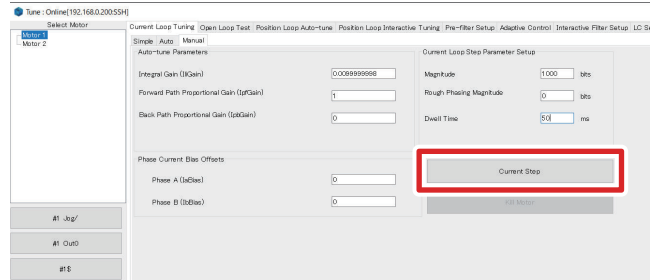 Tune : Online[192.168.0.200:SSH]
Select Motor
Motor 1
Motor 2
Current Loop Tuning Open Loop Test Position Loop Auto-tune Position Loop Interactive Tuning Pre-filter Setup Adaptive Control Interactive Filter Setup LC Se
Simple Auto Manual
Auto-tune Parameters
Integral Gain (IiGain) 0.0099999998
Forward Path Proportional Gain (IpfGain) 1
Back Path Proportional Gain (IpbGain) 0
Current Loop Step Parameter Setup
Magnitude 1000 bits
Rough Phasing Magnitude 0 bits
Dwell Time 50 ms
Phase Current Bias Offsets
Phase A (IaBias) 0
Phase B (IbBias) 0
Current Step
Kill Motor
#1 Jog/
#1 Out0
#1$